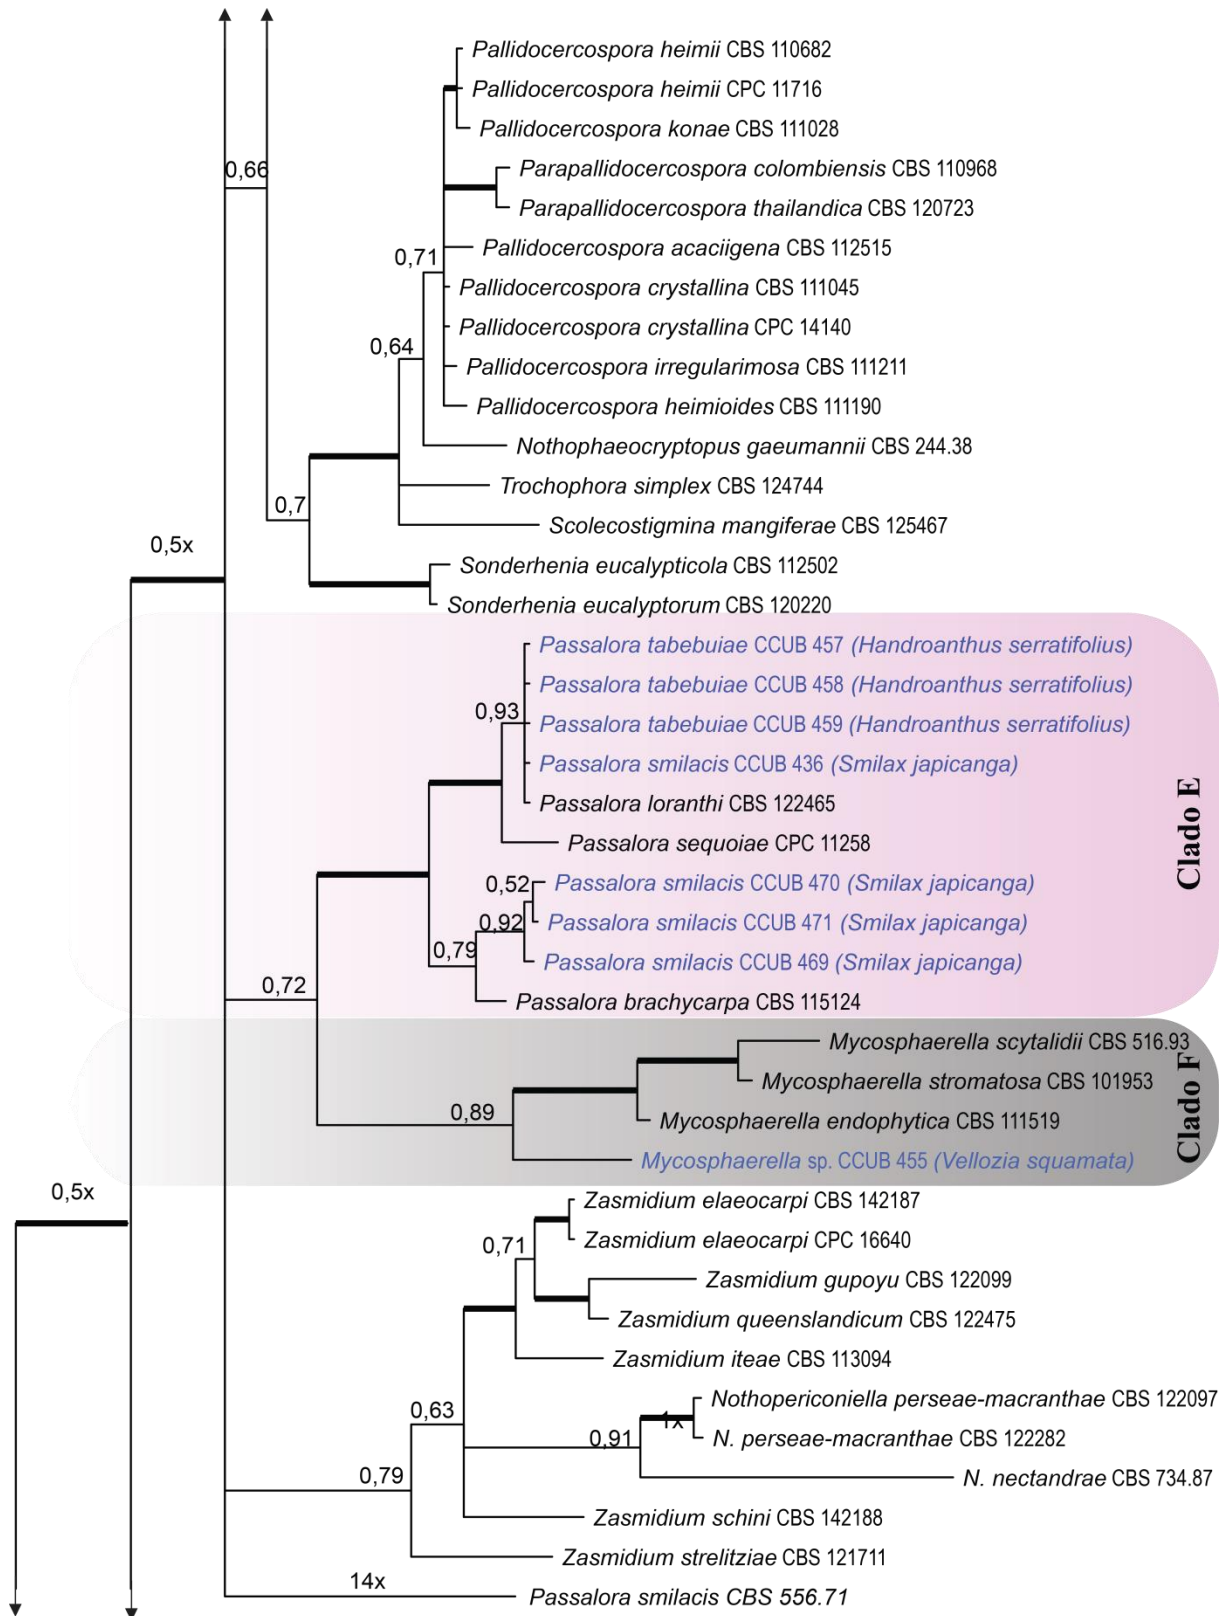 Pallidocercospora heimii CBS 110682
Pallidocercospora heimii CPC 11716
Pallidocercospora konae CBS 111028
0,66
Parapallidocercospora colombiensis CBS 110968
Parapallidocercospora thailandica CBS 120723
0,71
Pallidocercospora acaciigena CBS 112515
Pallidocercospora crystallina CBS 111045
Pallidocercospora crystallina CPC 14140
0,64
Pallidocercospora irregularimosa CBS 111211
Pallidocercospora heimioides CBS 111190
Nothophaeocryptopus gaeumannii CBS 244.38
Trochophora simplex CBS 124744
0,7
Scolecostigmina mangiferae CBS 125467
0,5x
Sonderhenia eucalypticola CBS 112502
Sonderhenia eucalyptorum CBS 120220
Passalora tabebuiae CCUB 457 (Handroanthus serratifolius)
Passalora tabebuiae CCUB 458 (Handroanthus serratifolius)
0,93
Passalora tabebuiae CCUB 459 (Handroanthus serratifolius)
Passalora smilacis CCUB 436 (Smilax japicanga)
Passalora loranthi CBS 122465
Passalora sequoiae CPC 11258
Clado E
0,52
Passalora smilacis CCUB 470 (Smilax japicanga)
0,92
Passalora smilacis CCUB 471 (Smilax japicanga)
0,79
Passalora smilacis CCUB 469 (Smilax japicanga)
0,72
Passalora brachycarpa CBS 115124
Mycosphaerella scytalidii CBS 516.93
Mycosphaerella stromatosa CBS 101953
Clado F
0,89
Mycosphaerella endophytica CBS 111519
Mycosphaerella sp. CCUB 455 (Vellozia squamata)
0,5x
Zasmidium elaeocarpi CBS 142187
Zasmidium elaeocarpi CPC 16640
0,71
Zasmidium gupoyu CBS 122099
Zasmidium queenslandicum CBS 122475
Zasmidium iteae CBS 113094
Nothopericoniella perseae-macranthae CBS 122097
0,63
1x
0,91
N. perseae-macranthae CBS 122282
0,79
N. nectandrae CBS 734.87
Zasmidium schini CBS 142188
Zasmidium strelitziae CBS 121711
14x
Passalora smilacis CBS 556.71